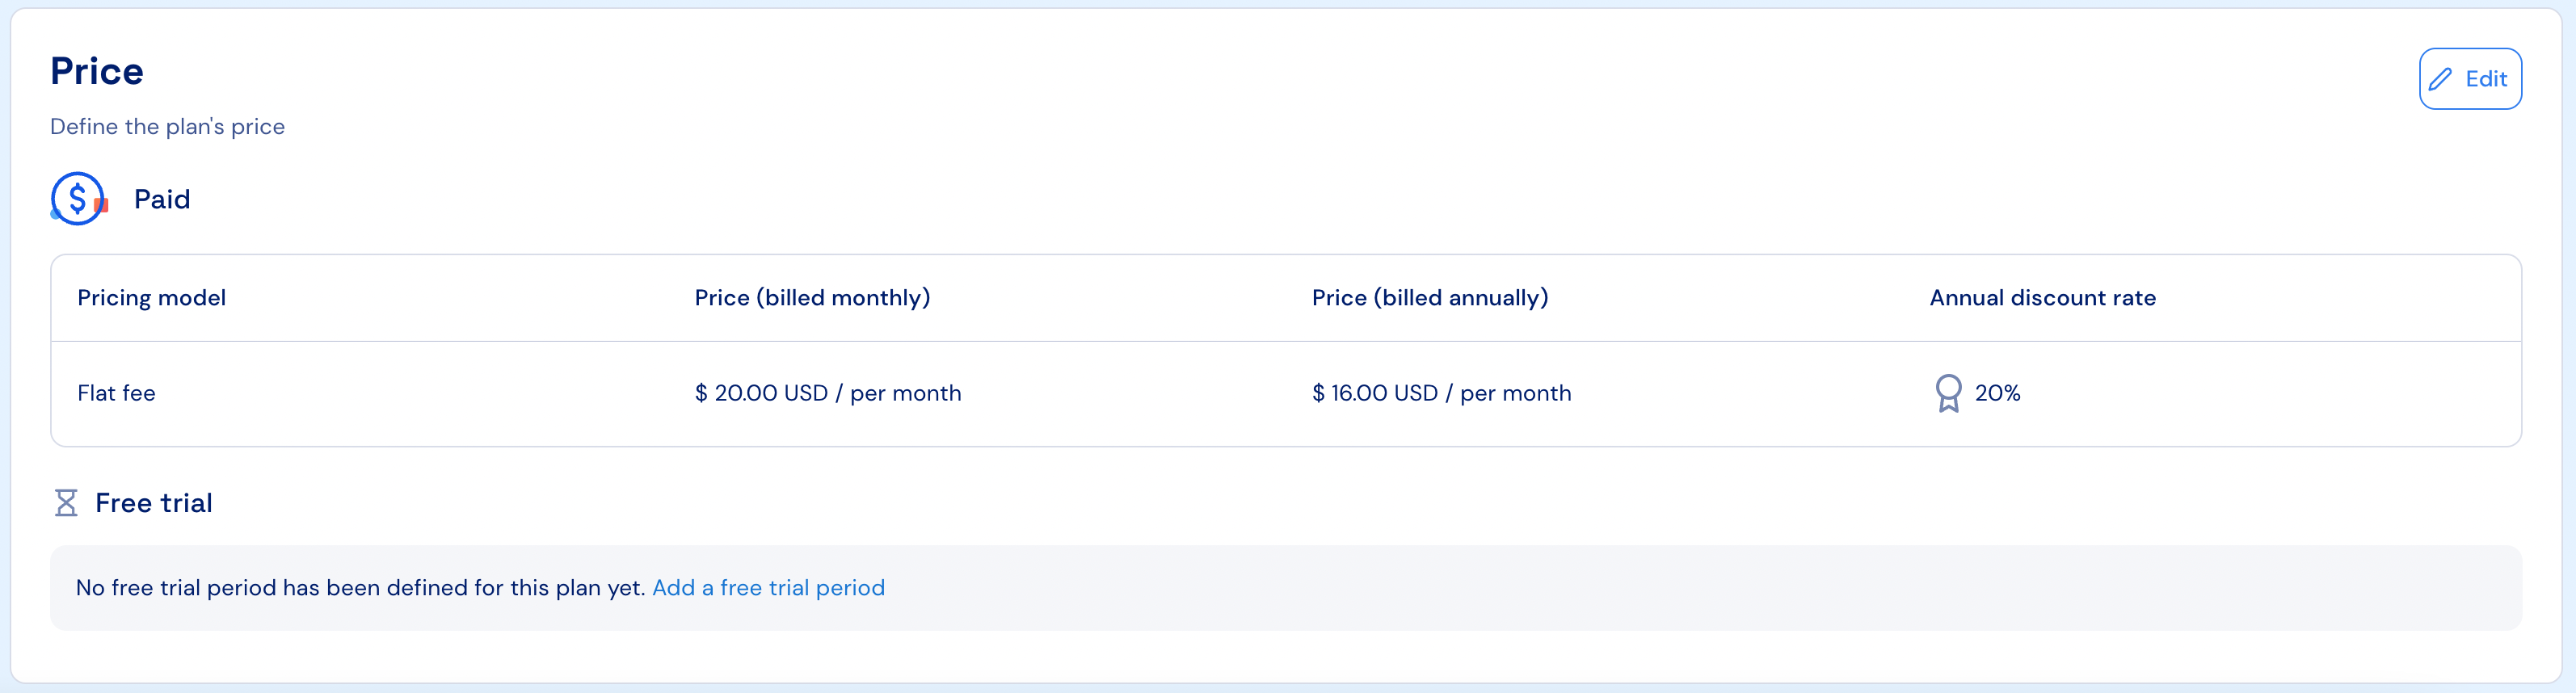 Price
Edit
Define the plan's price
$ Paid
Pricing model Price (billed monthly) Price (billed annually) Annual discount rate
Flat fee $ 20.00 USD / per month $ 16.00 USD / per month 20%
Free trial
No free trial period has been defined for this plan yet. Add a free trial period